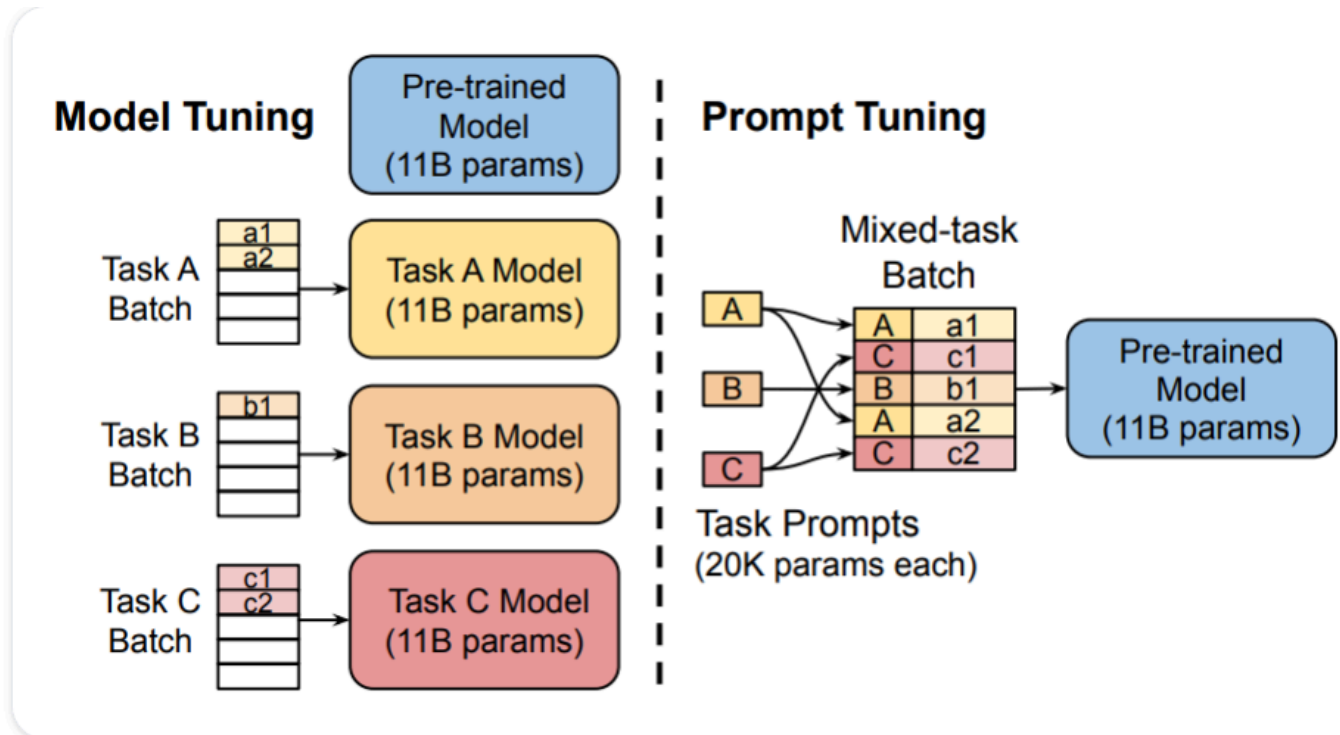 Model Tuning
Pre-trained
Model
(11B params)
Task A
Batch
a1
a2
Task A Model
(11B params)
Task B
Batch
b1
Task B Model
(11B params)
Task C
Batch
c1
c2
Task C Model
(11B params)
Prompt Tuning
Mixed-task
Batch
A
B
C
A a1
C c1
B b1
A a2
C c2
Pre-trained
Model
(11B params)
Task Prompts
(20K params each)